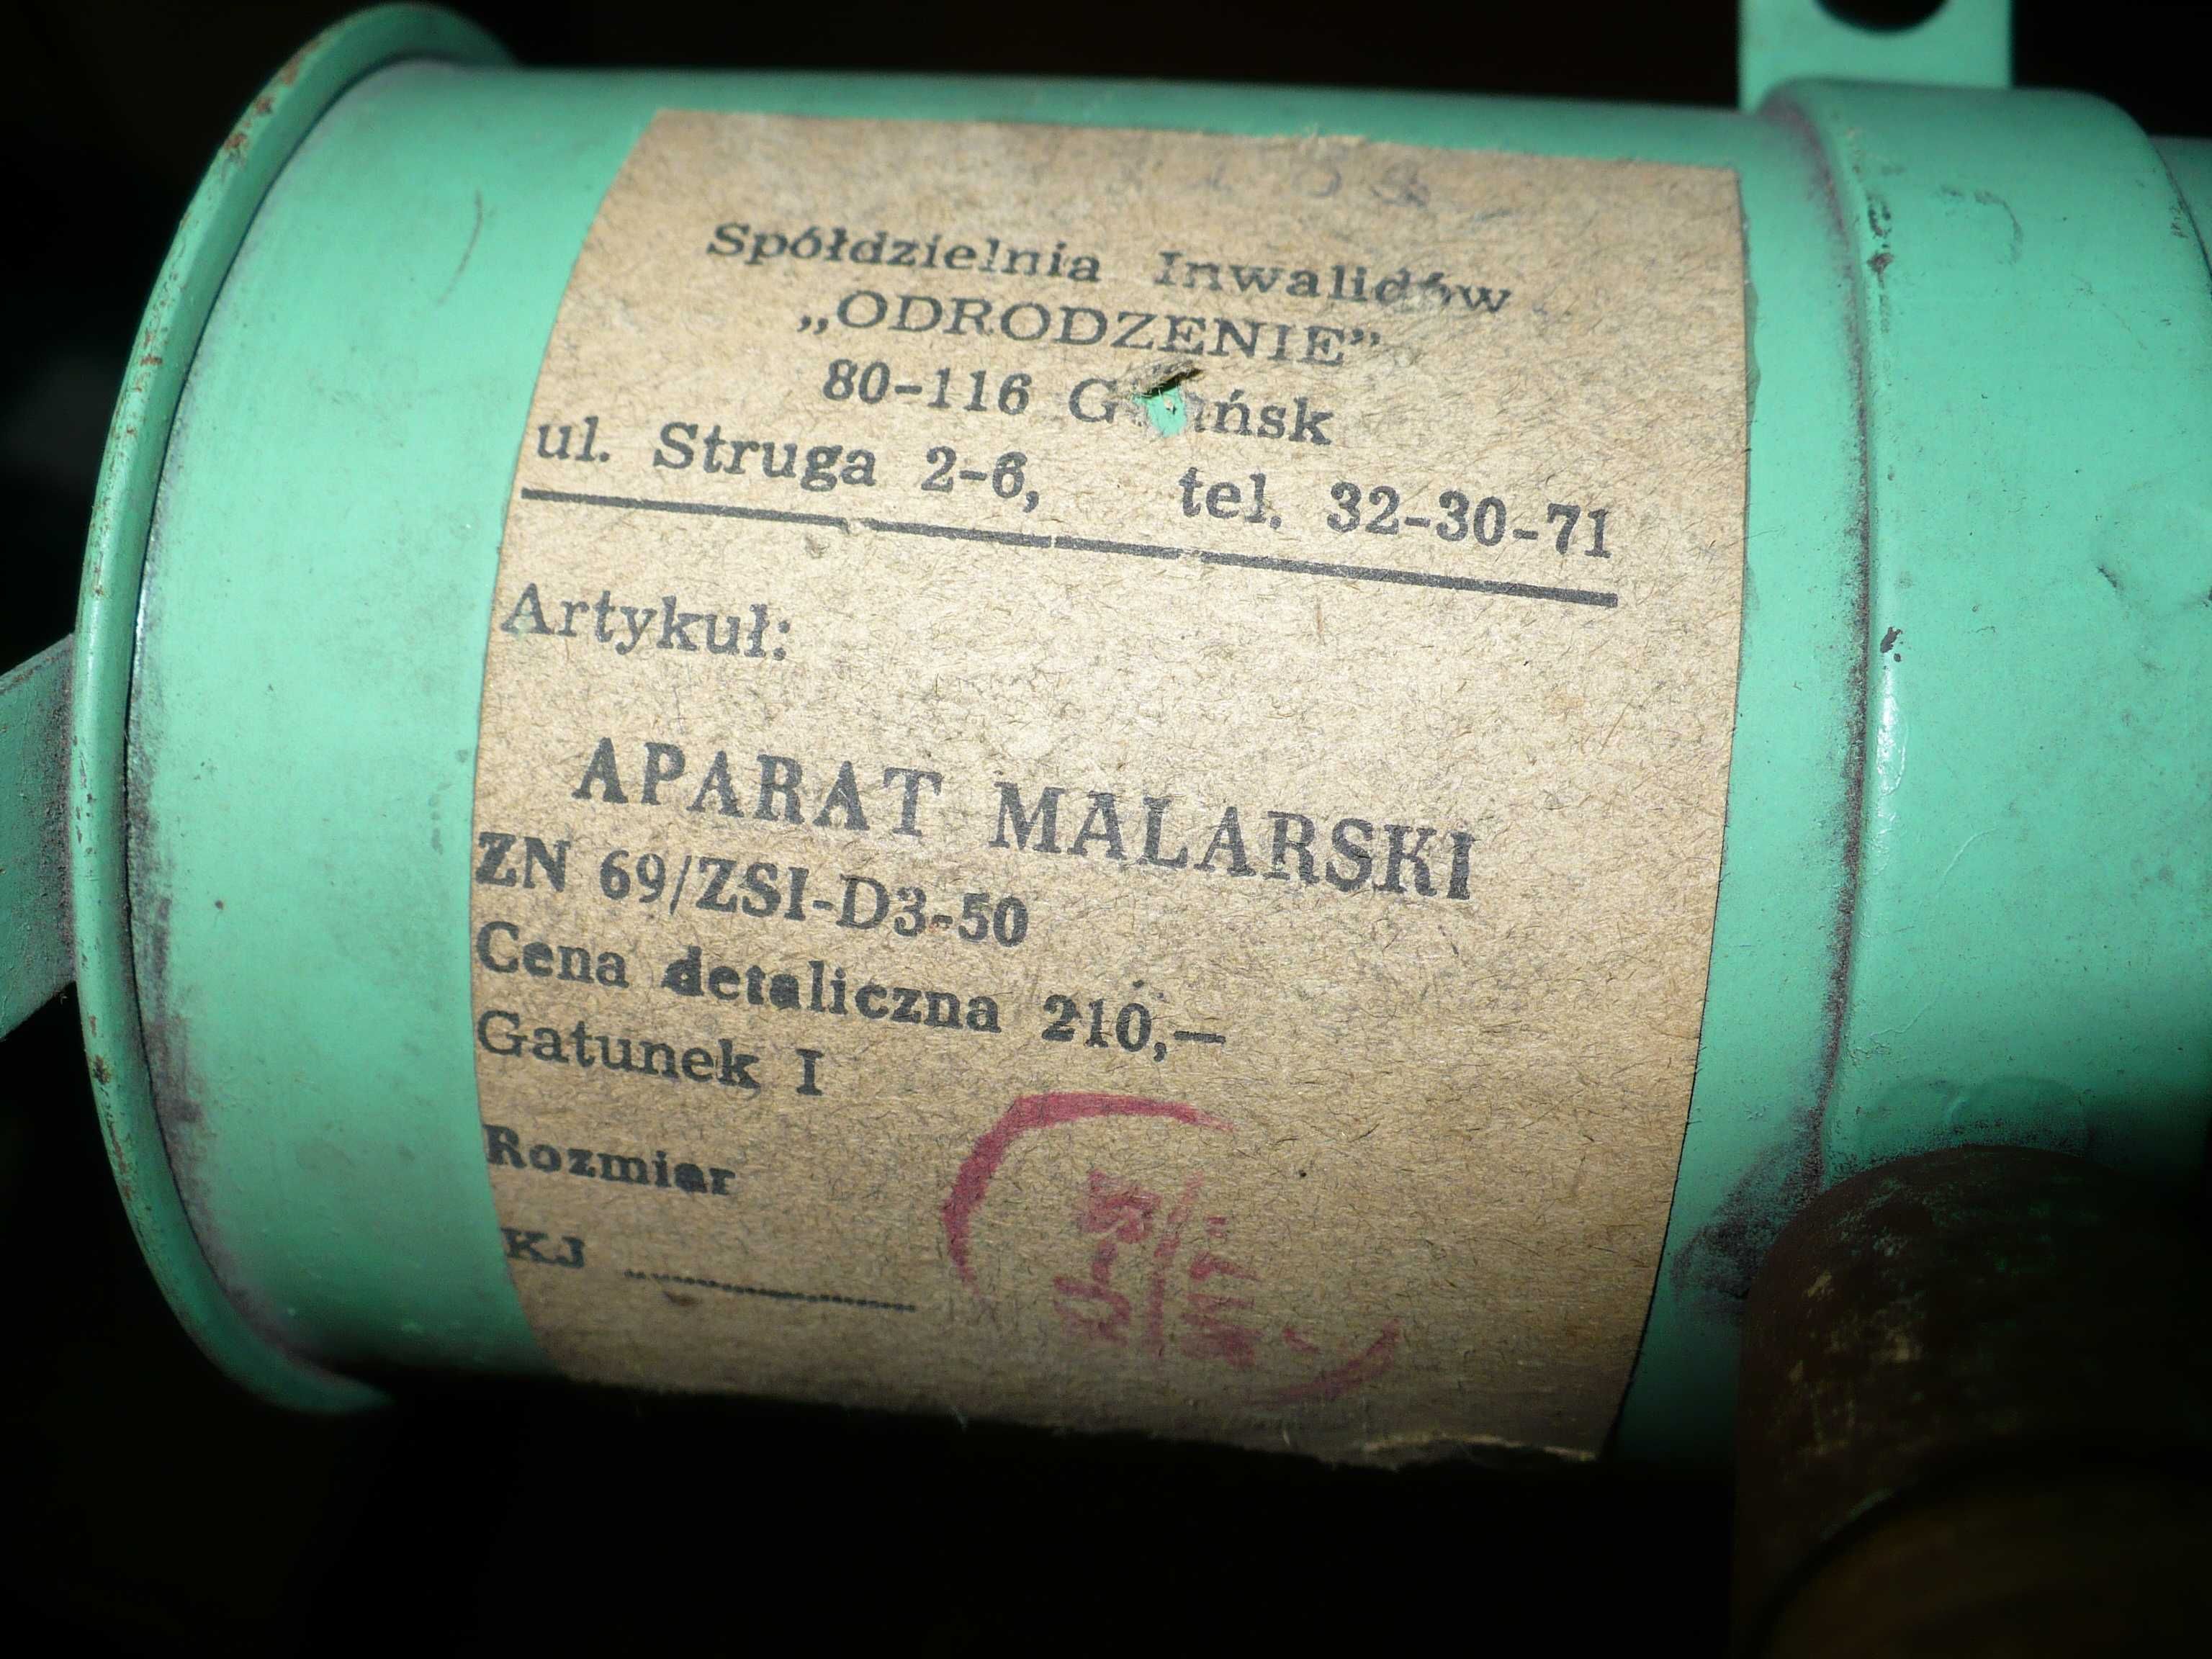 Spółdzielnia Inwalidów
„ODRODZENIE”
80-116
ul. Struga 2-6, tel. 32-30-71
Artykuł:
APARAT MALARSKI
ZN 69/ZSI-D3-50
Cena detaliczna 210,—
Gatunek I
Rozmiar
KJ